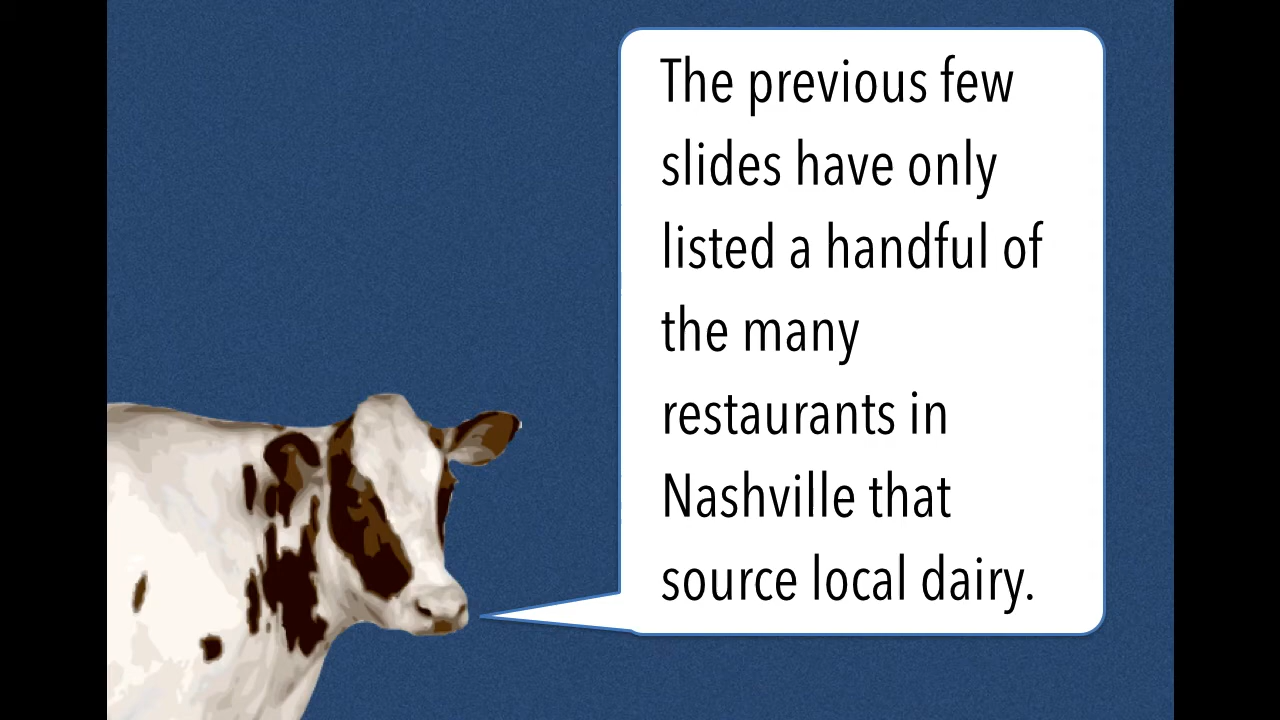 The previous few
slides have only
listed a handful of
the many
restaurants in
Nashville that
source local dairy.